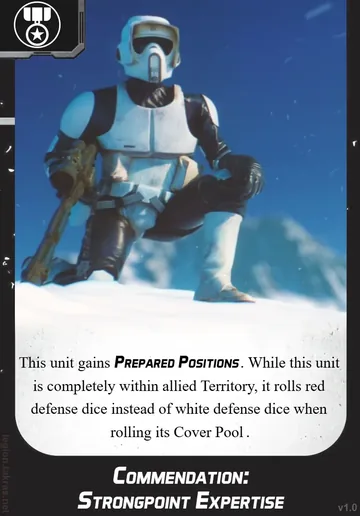 This unit gains PREPARED POSITIONS. While this unit
is completely within allied Territory, it rolls red
defense dice instead of white defense dice when
rolling its Cover Pool .
COMMENDATION:
STRONGPOINT EXPERTISE
v1.0